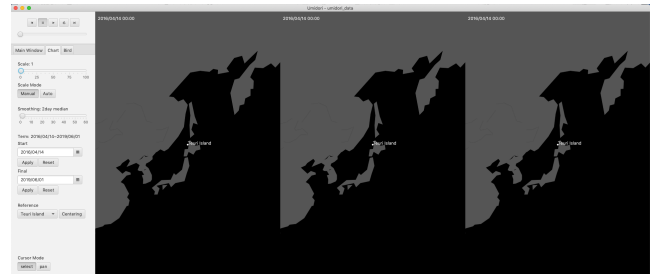 Umidori - umidori_data
Main Window Chart Bird
Scale: 1
0 25 50 75 100
Scale Mode
Manual Auto
Smoothing: 2day median
0 10 20 30 40 50 60
Term: 2016/04/14-2016/06/01
Start
2016/04/14
Apply Reset
Final
2016/06/01
Apply Reset
Reference
Teuri Island Centering
Cursor Mode
select pan
2016/04/14 00:00
Teuri Island
2016/04/14 00:00
Teuri Island
2016/04/14 00:00
Teuri Island